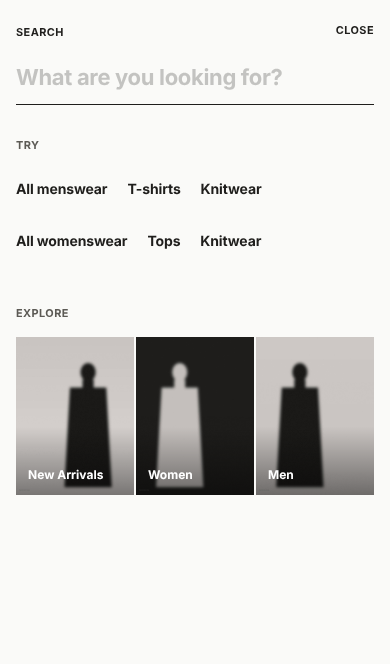 SEARCH CLOSE
What are you looking for?
TRY
All menswear T-shirts Knitwear
All womenswear Tops Knitwear
EXPLORE
New Arrivals Women Men